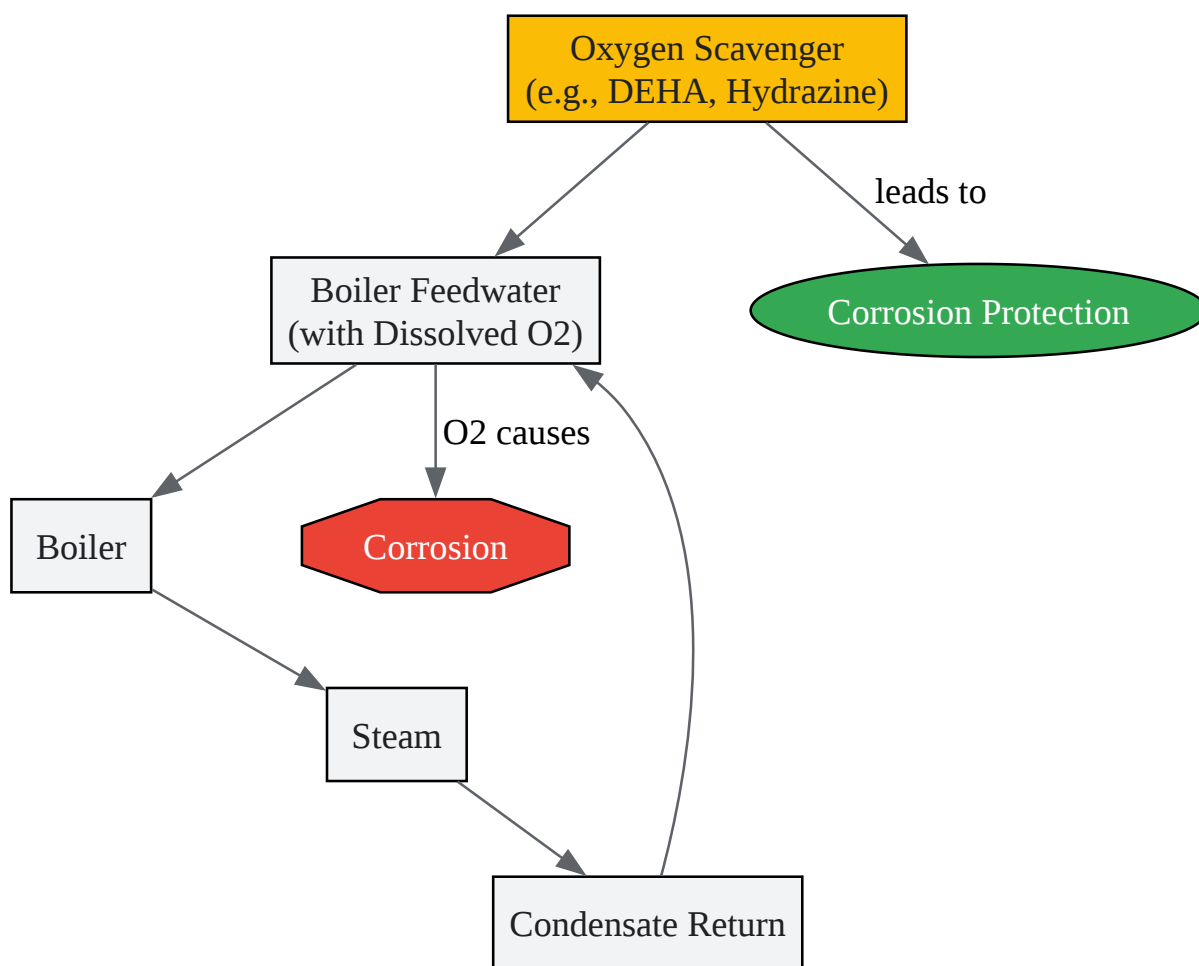 Oxygen Scavenger
(e.g., DEHA, Hydrazine)
leads to
Boiler Feedwater
(with Dissolved O2)
Corrosion Protection
O2 causes
Boiler
Corrosion
Steam
Condensate Return